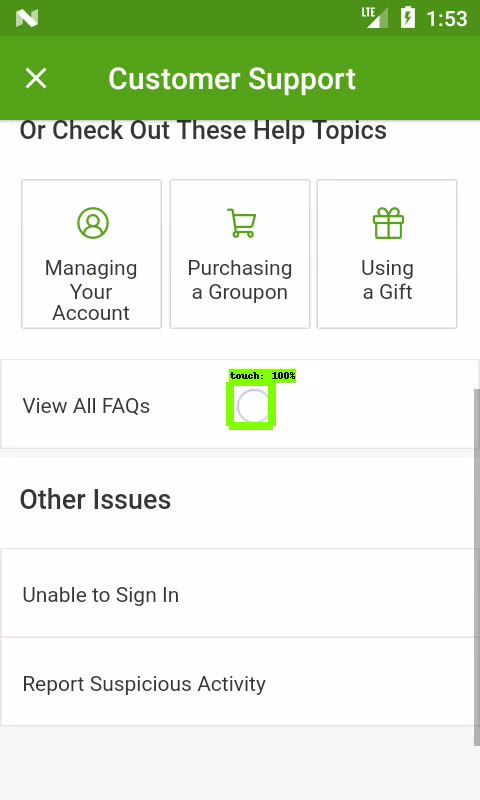 LTE
1:53
Customer Support
Or Check Out These Help Topics
Managing
Your
Account
Purchasing
a Groupon
Using
a Gift
touch: 100%
View All FAQs
Other Issues
Unable to Sign In
Report Suspicious Activity